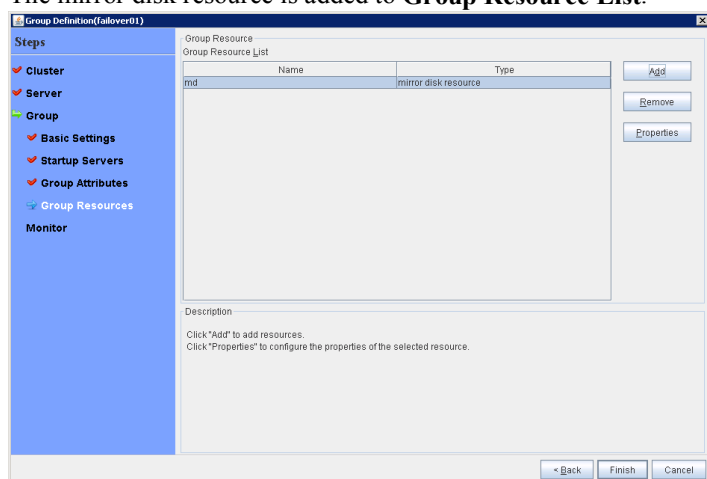 The mirror disk resource is added to Group Resource List.
Group Definition(failover01)
Steps
Cluster
Server
Group
Basic Settings
Startup Servers
Group Attributes
Group Resources
Monitor
Group Resource
Group Resource List
Name Type
md mirror disk resource
Add
Remove
Properties
Description
Click "Add" to add resources.
Click "Properties" to configure the properties of the selected resource.
< Back Finish Cancel